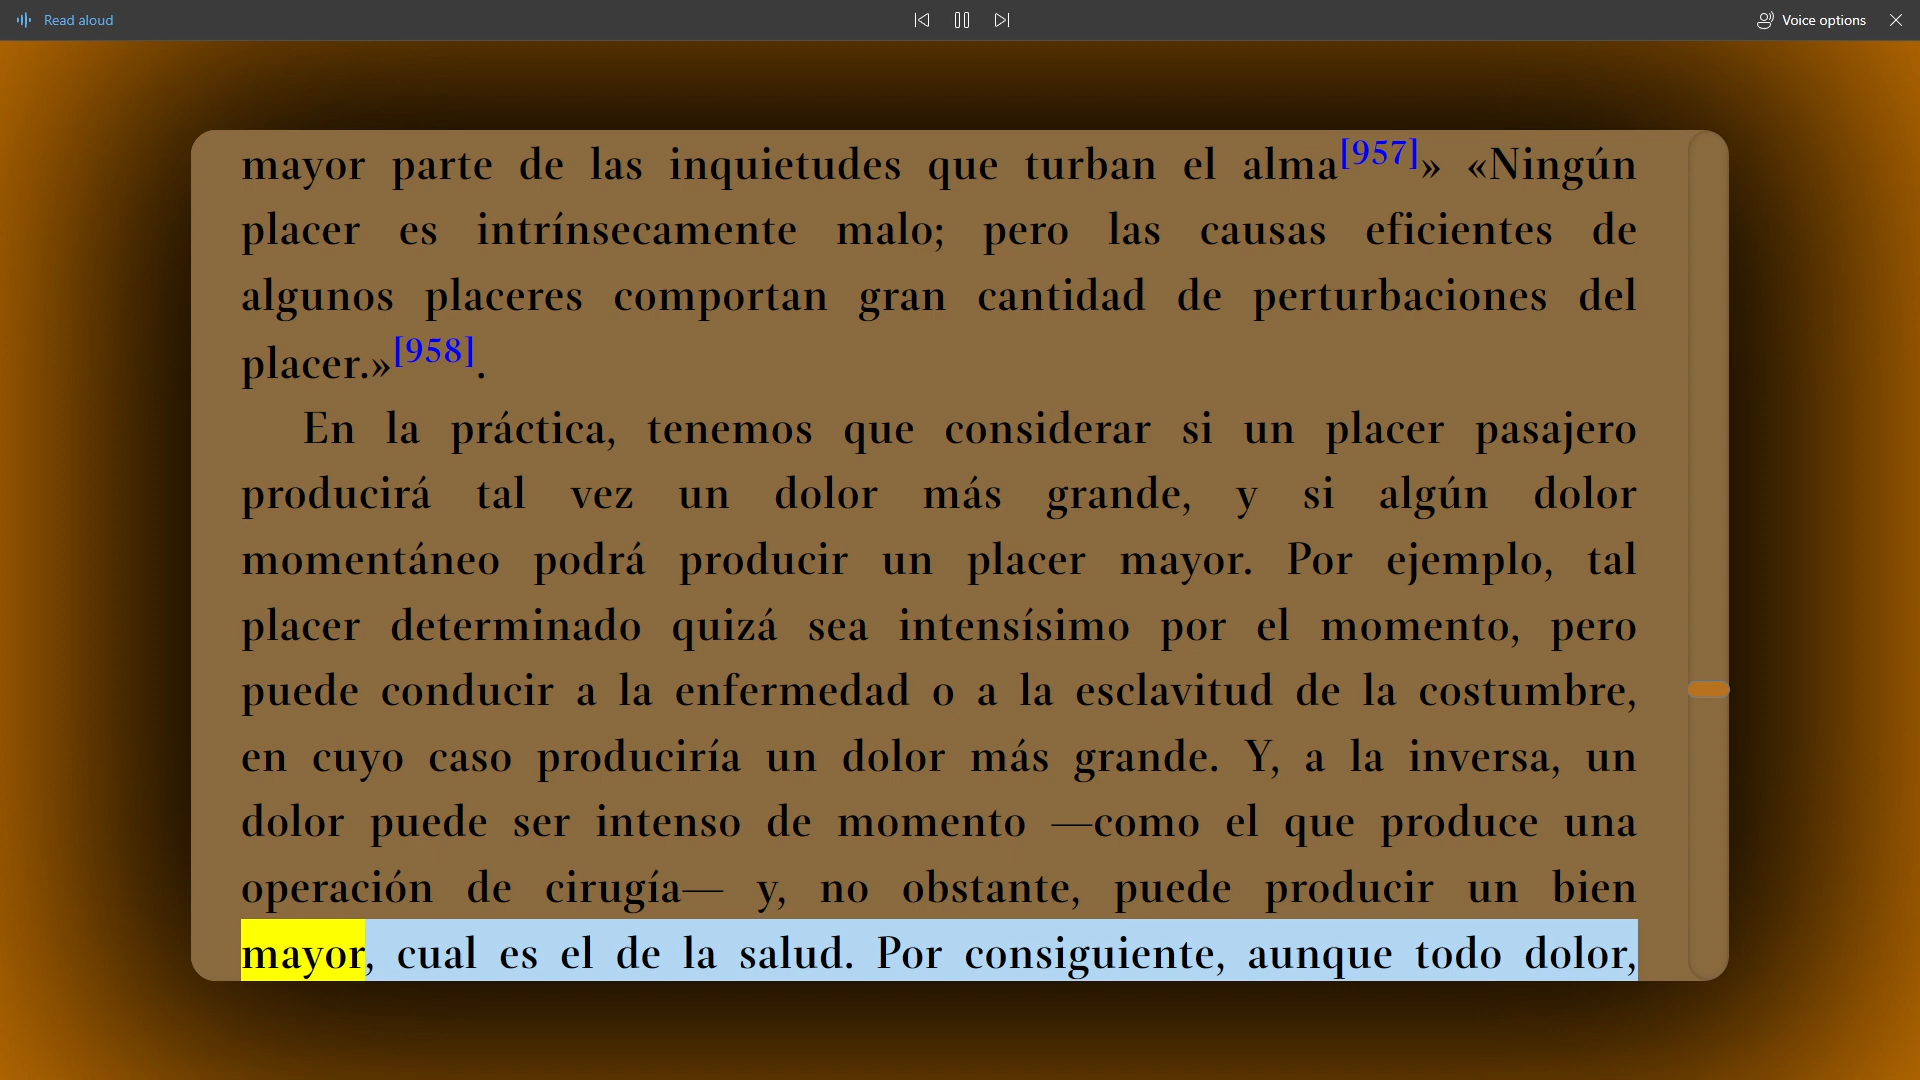 Read aloud
Voice options
mayor parte de las inquietudes que turban el alma[957]» «Ningún
placer es intrínsecamente malo; pero las causas eficientes de
algunos placeres comportan gran cantidad de perturbaciones del
placer.»[958].
En la práctica, tenemos que considerar si un placer pasajero
producirá tal vez un dolor más grande, y si algún dolor
momentáneo podrá producir un placer mayor. Por ejemplo, tal
placer determinado quizá sea intensísimo por el momento, pero
puede conducir a la enfermedad o a la esclavitud de la costumbre,
en cuyo caso produciría un dolor más grande. Y, a la inversa, un
dolor puede ser intenso de momento —como el que produce una
operación de cirugía— y, no obstante, puede producir un bien
mayor, cual es el de la salud. Por consiguiente, aunque todo dolor,